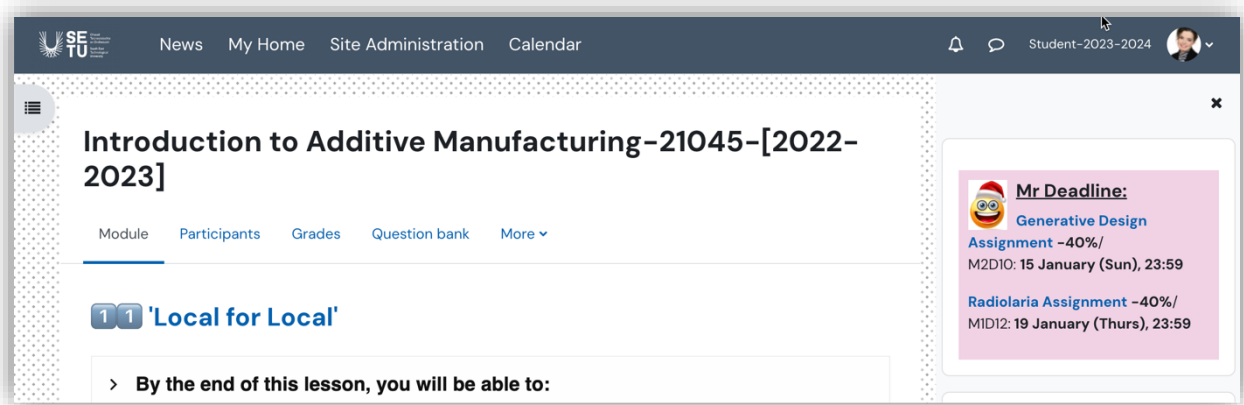 SE
TU
News My Home Site Administration Calendar
Student-2023-2024
Introduction to Additive Manufacturing-21045-[2022-
2023]
Module Participants Grades Question bank More
11 'Local for Local'
> By the end of this lesson, you will be able to:
Mr Deadline:
Generative Design
Assignment -40%/
M2D10: 15 January (Sun), 23:59
Radiolaria Assignment -40%/
M1D12: 19 January (Thurs), 23:59